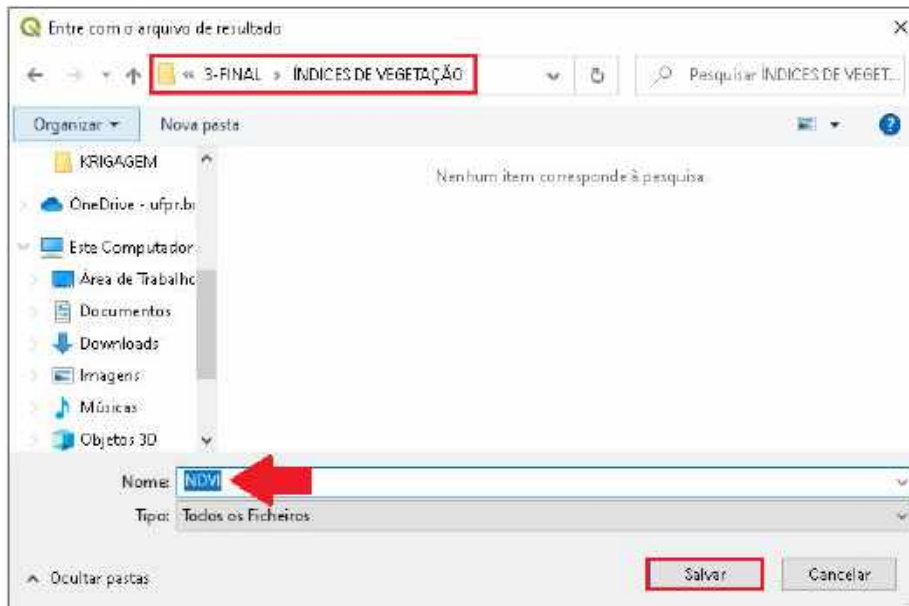 Entre com o arquivo de resultado
« 3-FINAL › ÍNDICES DE VEGETAÇÃO
Pesquisar ÍNDICES DE VEGET...
Organizar
Nova pasta
KRIGAGEM
Nenhum item corresponde à pesquisa.
OneDrive - ufpr.br
Este Computador
Área de Trabalho
Documentos
Downloads
Imagens
Músicas
Objetos 3D
Nome: NDVI
Tipo: Todos os Ficheiros
Ocultar pastas
Salvar
Cancelar